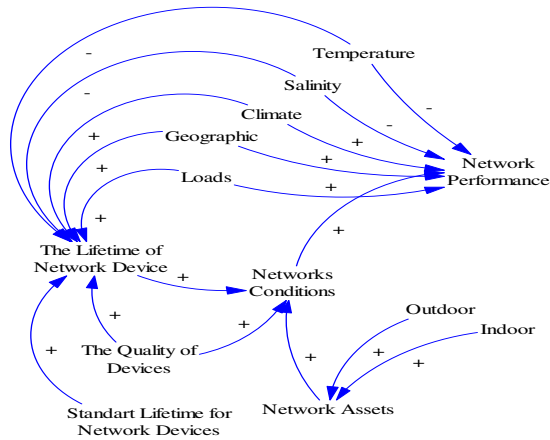 Temperature
-
Salinity
-
-
Climate
-
+
Geographic
+
+
Network
Performance
+
Loads
+
+
+
The Lifetime of
Network Device
+
Networks
Conditions
+
Outdoor
Indoor
+
+
The Quality of
Devices
+
+
+
+
Standart Lifetime for
Network Devices
Network Assets